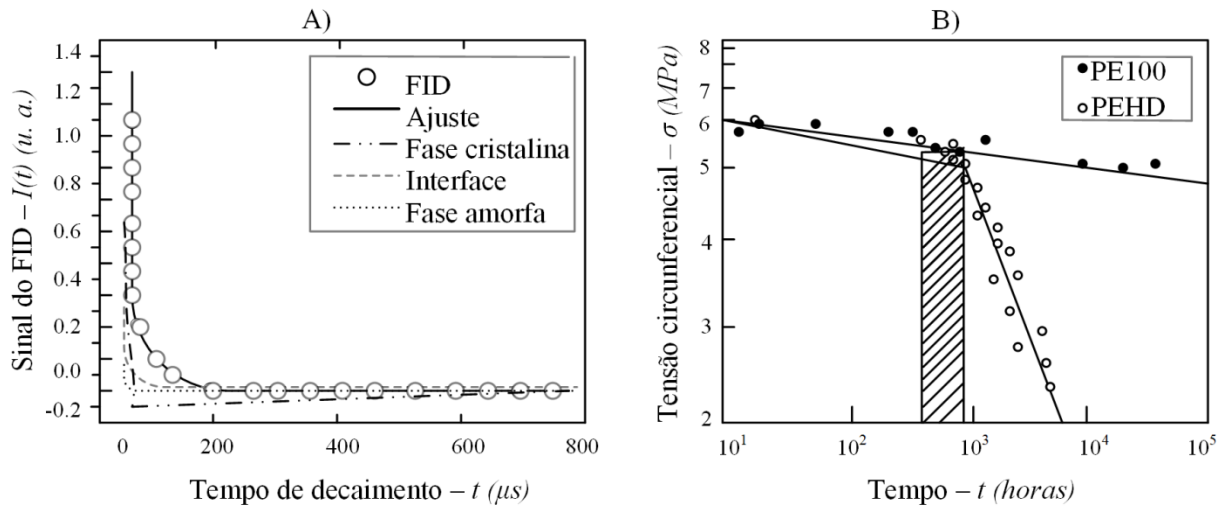 A)
Sinal do FID – I(t) (u. a.)
1.4
1.2
1.0
0.8
0.6
0.4
0.2
0.0
-0.2
FID
Ajuste
Fase cristalina
Interface
Fase amorfa
0
200
400
600
800
Tempo de decaimento – t (μs)
B)
Tensão circunferencial – σ (MPa)
8
7
6
5
4
3
2
PE100
PEHD
10¹
10²
10³
10⁴
10⁵
Tempo – t (horas)